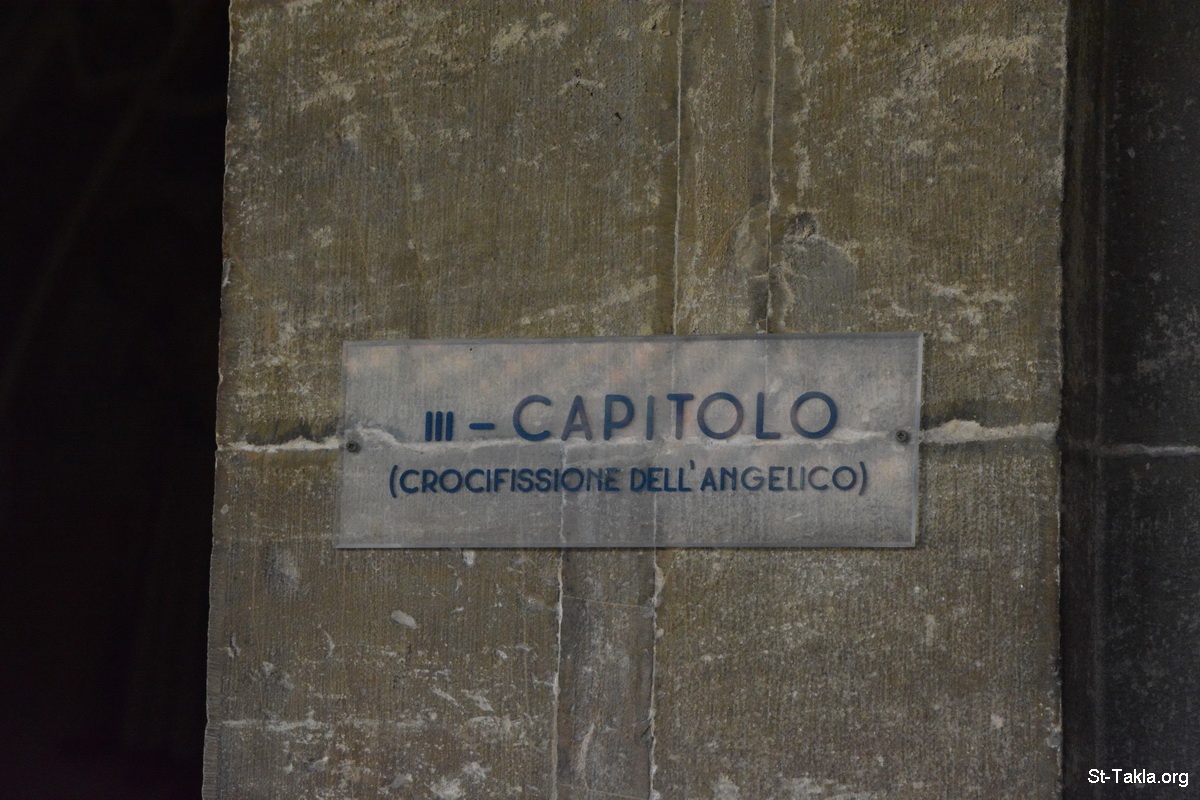 III - CAPITOLO
(CROCIFISSIONE DELL'ANGELICO)
St-Takla.org